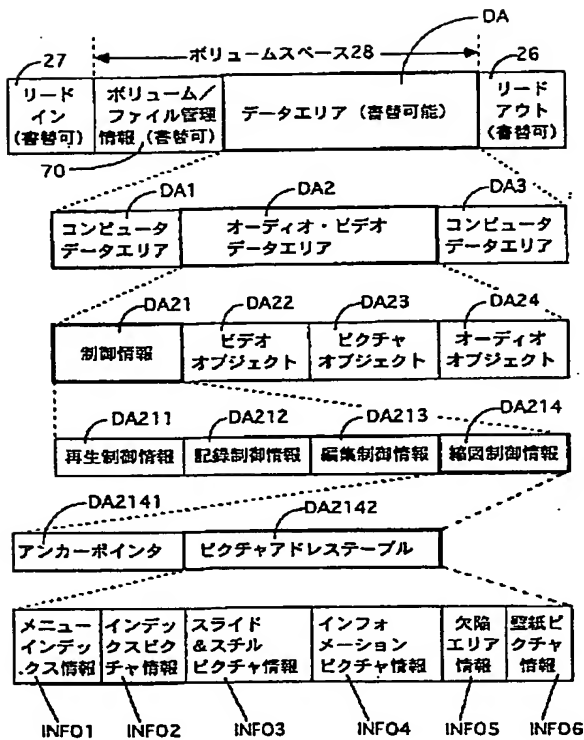 DA
27
ボリュームスペース28
26
リード
イン
(書替可)
ボリューム／
ファイル管理
情報 (書替可)
データエリア (書替可能)
リード
アウト
(書替可)
70
DA1
DA2
DA3
コンピュータ
データエリア
オーディオ・ビデオ
データエリア
コンピュータ
データエリア
DA21
DA22
DA23
DA24
制御情報
ビデオ
オブジェクト
ピクチャ
オブジェクト
オーディオ
オブジェクト
DA211
DA212
DA213
DA214
再生制御情報
記録制御情報
編集制御情報
縮図制御情報
DA2141
DA2142
アンカーポインタ
ピクチャアドレステーブル
メニュー
インデッ
クス情報
インデッ
クスピク
チャ情報
スライド
&スチル
ピクチャ情報
インフォ
メーション
ピクチャ情報
欠陥
エリア
情報
壁紙ピ
クチャ
情報
INFO1
INFO2
INFO3
INFO4
INFO5
INFO6